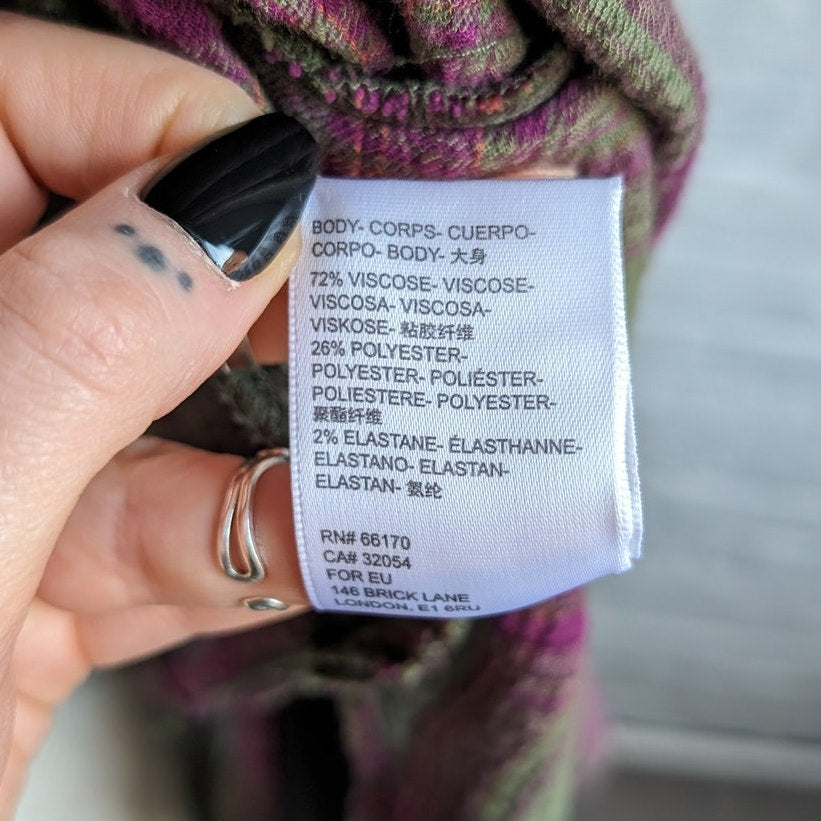 BODY- CORPS- CUERPO-
CORPO- BODY- 大身
72% VISCOSE- VISCOSE-
VISCOSA- VISCOSA-
VISKOSE- 粘胶纤维
26% POLYESTER-
POLYESTER- POLIÉSTER-
POLIESTERE- POLYESTER-
聚酯纤维
2% ELASTANE- ÉLASTHANNE-
ELASTANO- ELASTAN-
ELASTAN- 氨纶
RN# 66170
CA# 32054
FOR EU
146 BRICK LANE
LONDON, E1 6RU